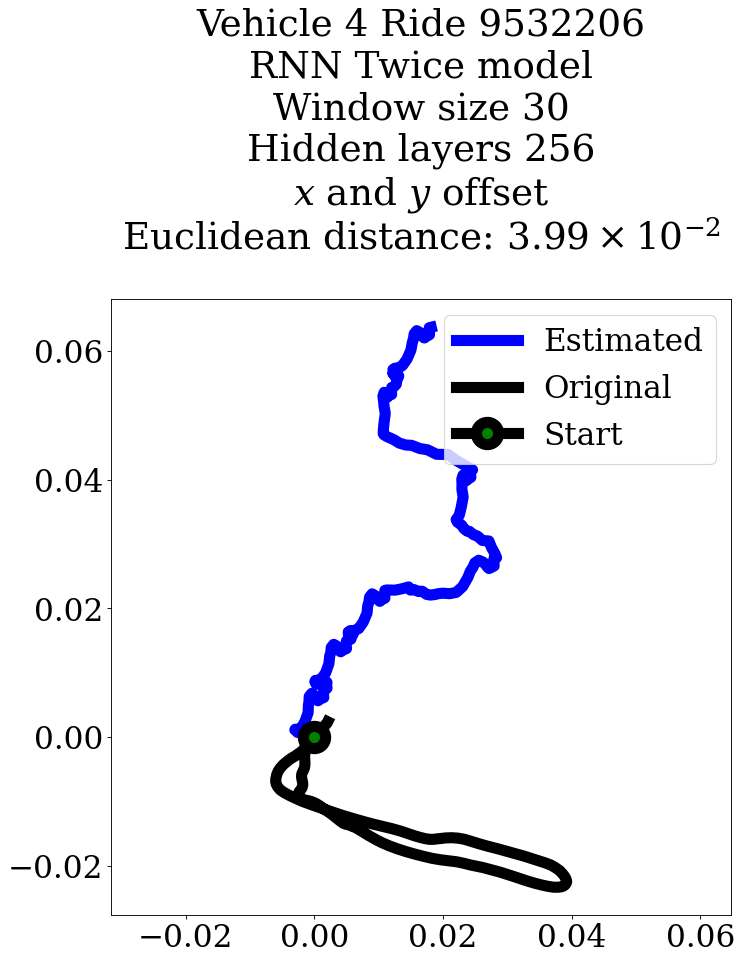 Vehicle 4 Ride 9532206
RNN Twice model
Window size 30
Hidden layers 256
x and y offset
Euclidean distance: 3.99 × 10⁻²
Estimated
Original
Start
0.06
0.04
0.02
0.00
−0.02
−0.02 0.00 0.02 0.04 0.06